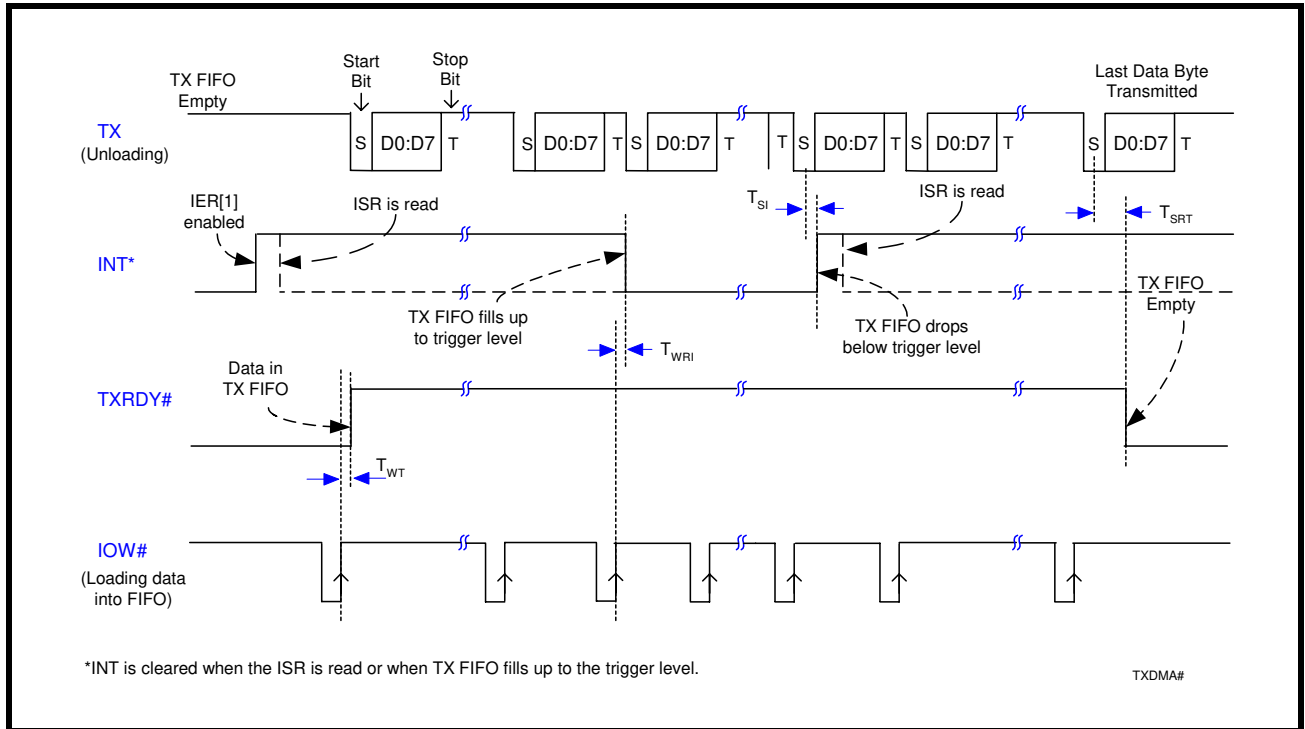 TX FIFO
Empty
Start
Bit
Stop
Bit
Last Data Byte
Transmitted
TX
(Unloading)
S D0:D7 T S D0:D7 T S D0:D7 T T S D0:D7 T S D0:D7 T S D0:D7 T
IER[1]
enabled
ISR is read
TSI
ISR is read
TSRT
INT*
TX FIFO fills up
to trigger level
TX FIFO drops
below trigger level
TX FIFO
Empty
TWRI
Data in
TX FIFO
TXRDY#
TWT
IOW#
(Loading data
into FIFO)
*INT is cleared when the ISR is read or when TX FIFO fills up to the trigger level.
TXDMA#